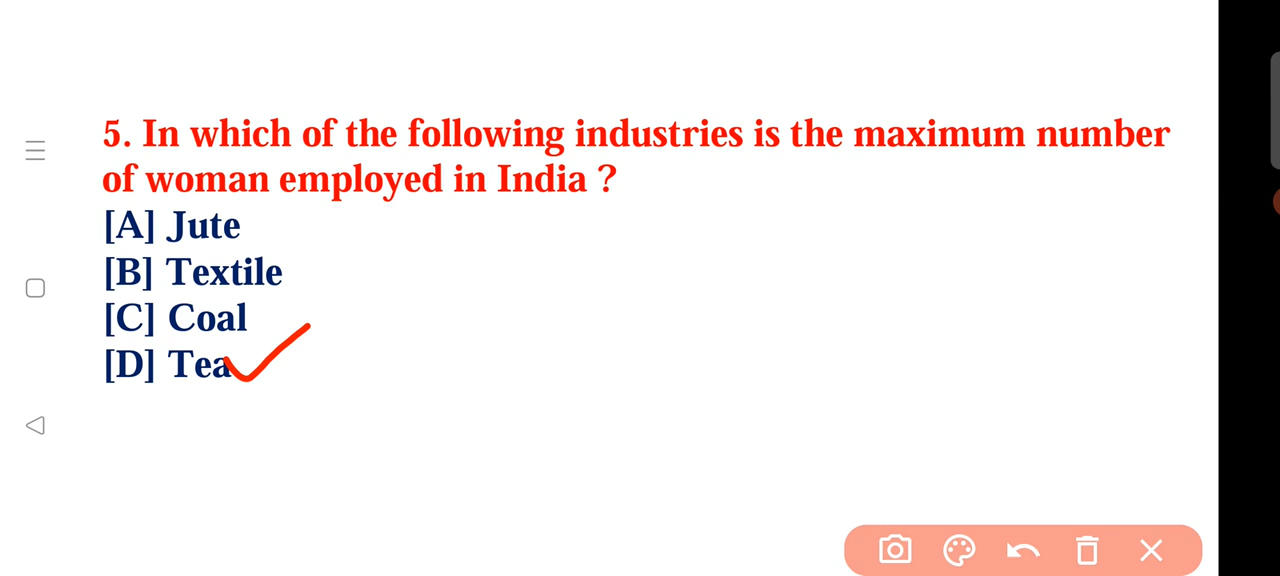 5. In which of the following industries is the maximum number
of woman employed in India ?
[A] Jute
[B] Textile
[C] Coal
[D] Tea